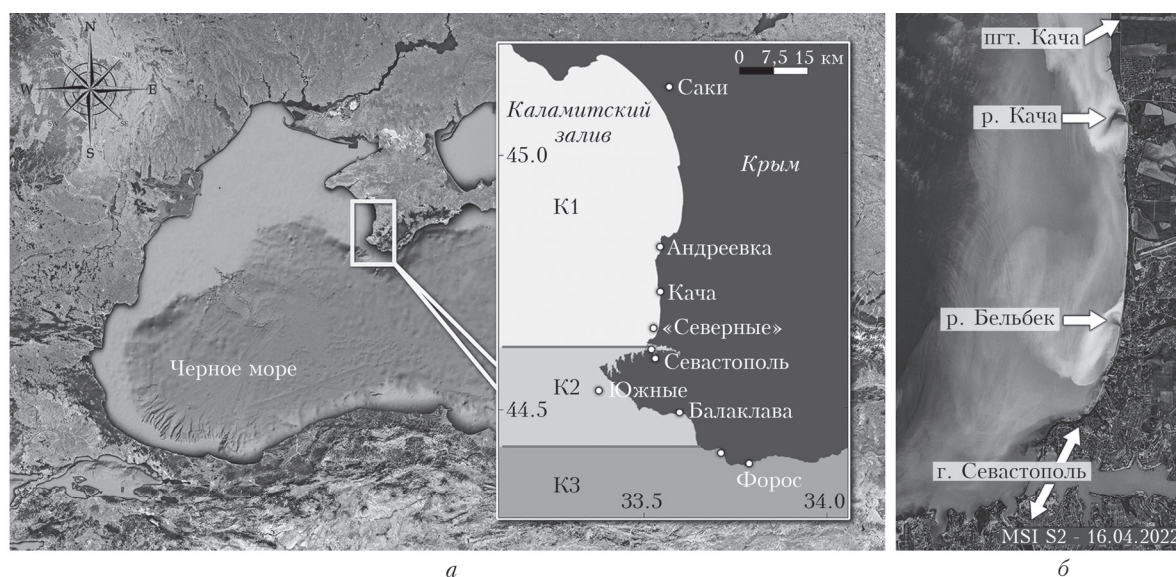 N
W
E
SE
S
Черное море
0 7,5 15 км
Саки
Каламитский
залив
45.0
Крым
К1
Андреевка
Кача
«Северные»
Севастополь
К2
Южные
44.5
Балаклава
К3
Форос
33.5
34.0
а
пгт. Кача
р. Кача
р. Бельбек
г. Севастополь
MSI S2 - 16.04.2022
б